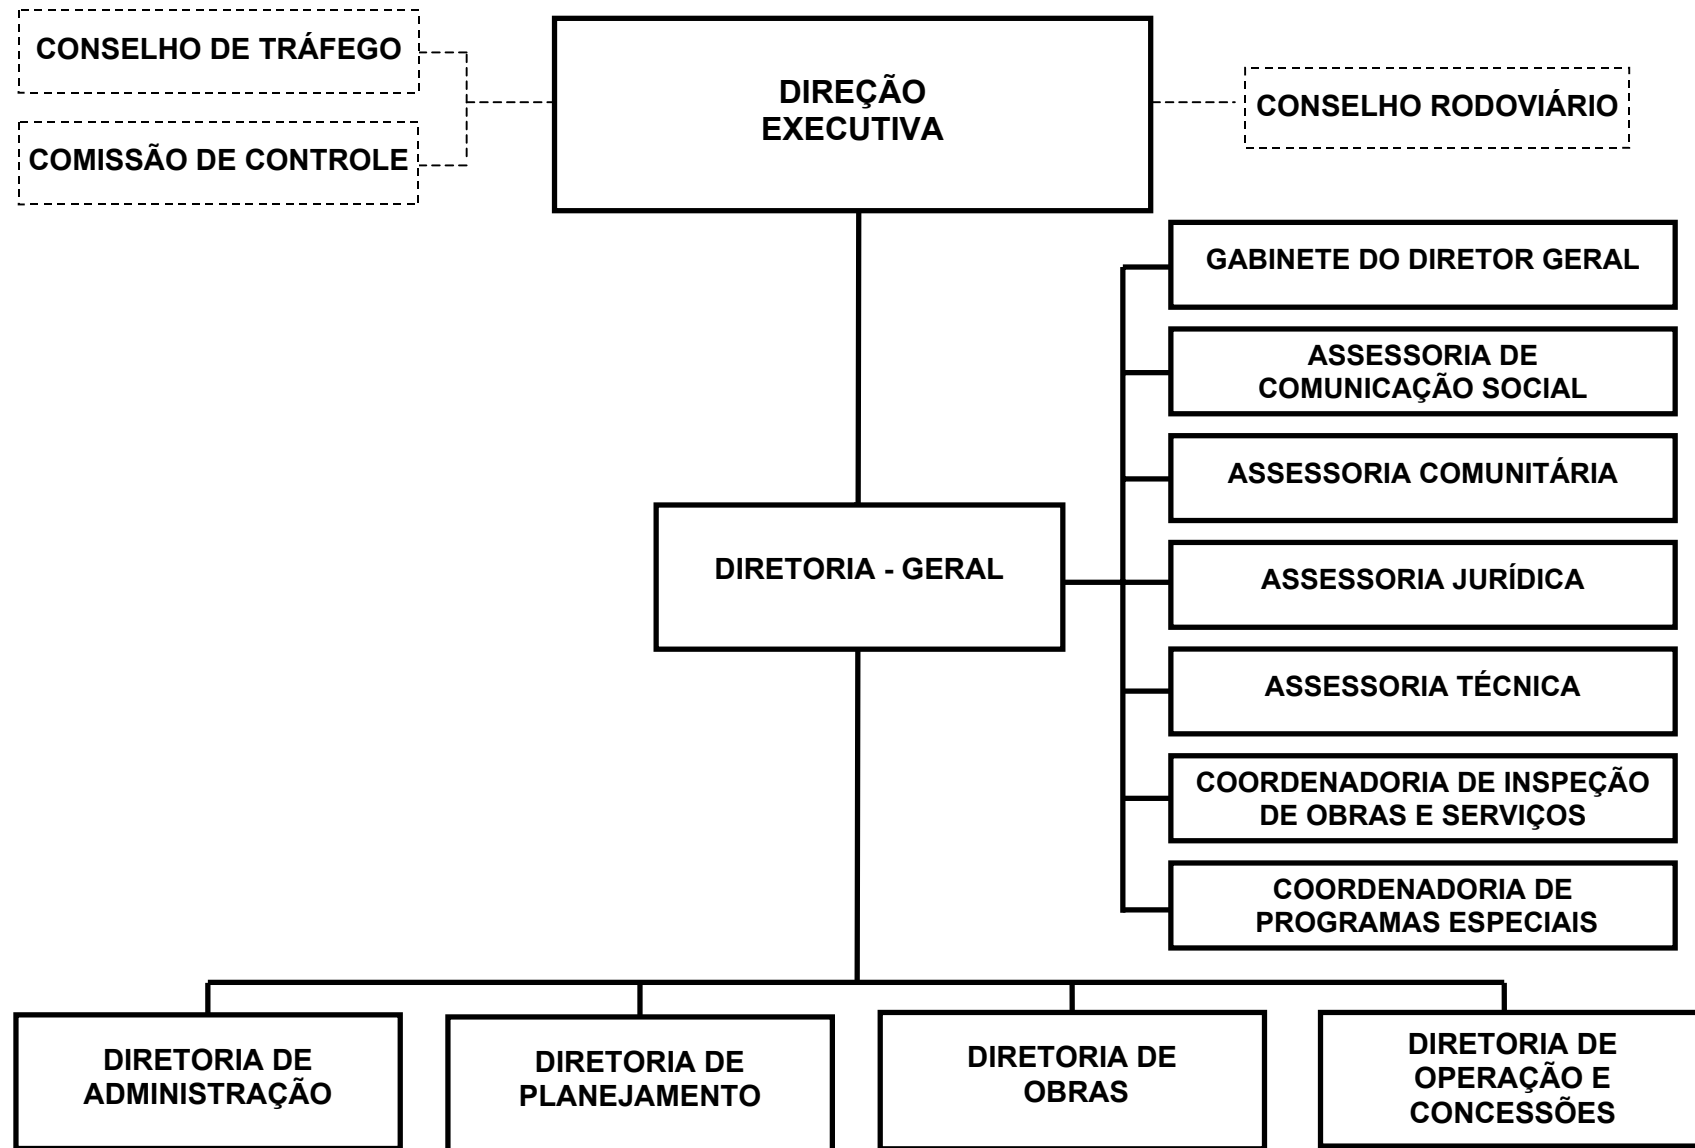 CONSELHO DE TRÁFEGO
COMISSÃO DE CONTROLE
DIREÇÃO
EXECUTIVA
CONSELHO RODOVIÁRIO
GABINETE DO DIRETOR GERAL
ASSESSORIA DE
COMUNICAÇÃO SOCIAL
ASSESSORIA COMUNITÁRIA
DIRETORIA - GERAL
ASSESSORIA JURÍDICA
ASSESSORIA TÉCNICA
COORDENADORIA DE INSPEÇÃO
DE OBRAS E SERVIÇOS
COORDENADORIA DE
PROGRAMAS ESPECIAIS
DIRETORIA DE
ADMINISTRAÇÃO
DIRETORIA DE
PLANEJAMENTO
DIRETORIA DE
OBRAS
DIRETORIA DE
OPERAÇÃO E
CONCESSÕES